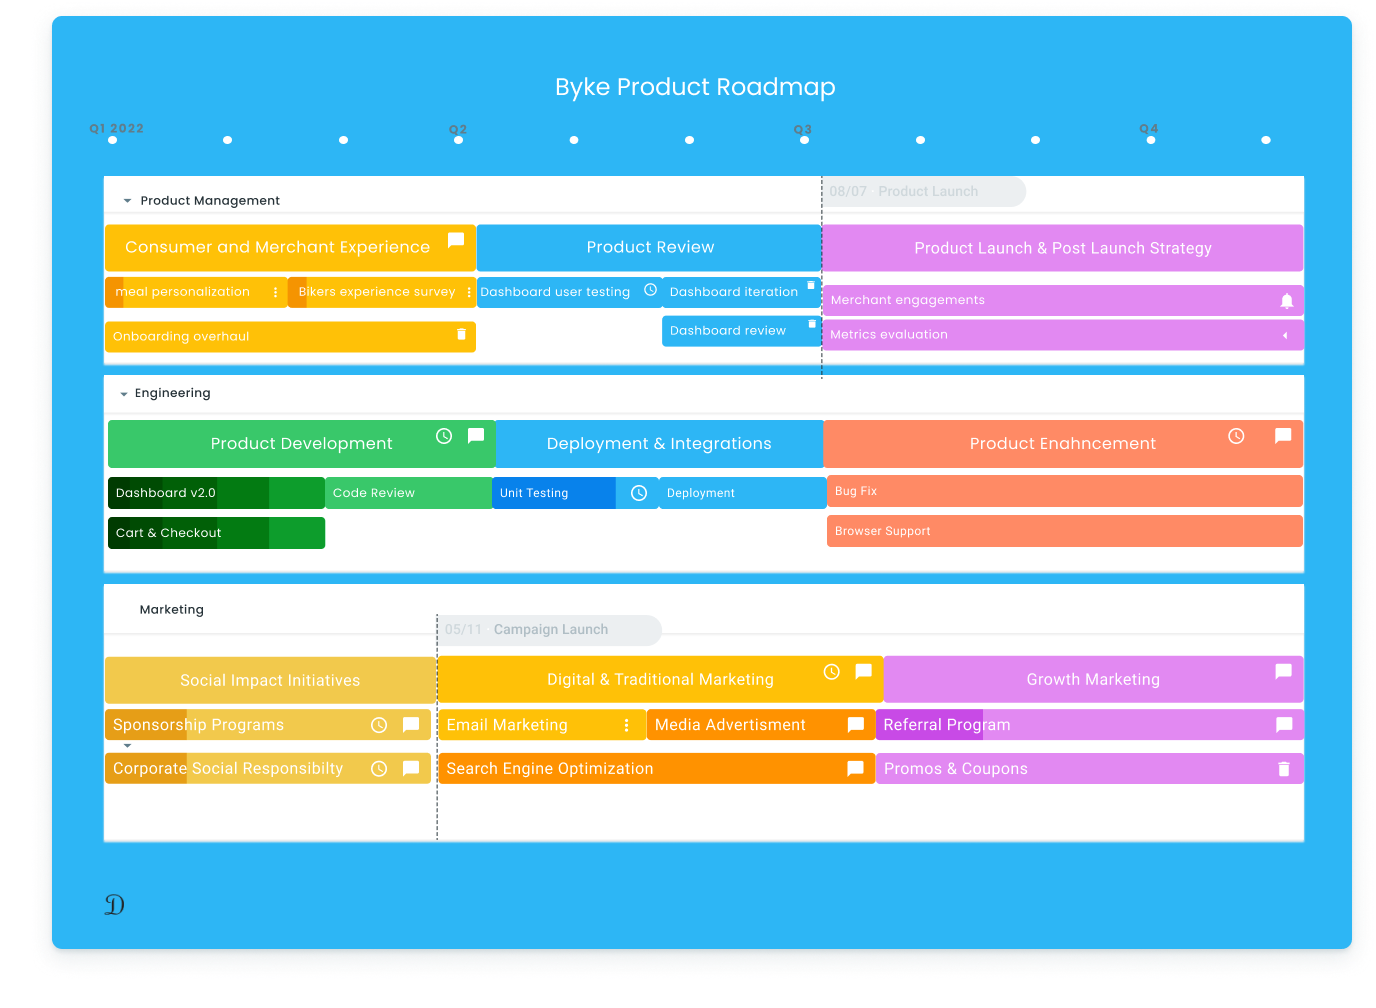 Byke Product Roadmap
Q1 2022
Q2
Q3
Q4
08/07 · Product Launch
Product Management
Consumer and Merchant Experience
Product Review
Product Launch & Post Launch Strategy
meal personalization
Bikers experience survey
Dashboard user testing
Dashboard iteration
Merchant engagements
Onboarding overhaul
Dashboard review
Metrics evaluation
Engineering
Product Development
Deployment & Integrations
Product Enahncement
Dashboard v2.0
Code Review
Unit Testing
Deployment
Bug Fix
Cart & Checkout
Browser Support
Marketing
05/11 · Campaign Launch
Social Impact Initiatives
Digital & Traditional Marketing
Growth Marketing
Sponsorship Programs
Email Marketing
Media Advertisment
Referral Program
Corporate Social Responsibilty
Search Engine Optimization
Promos & Coupons
D